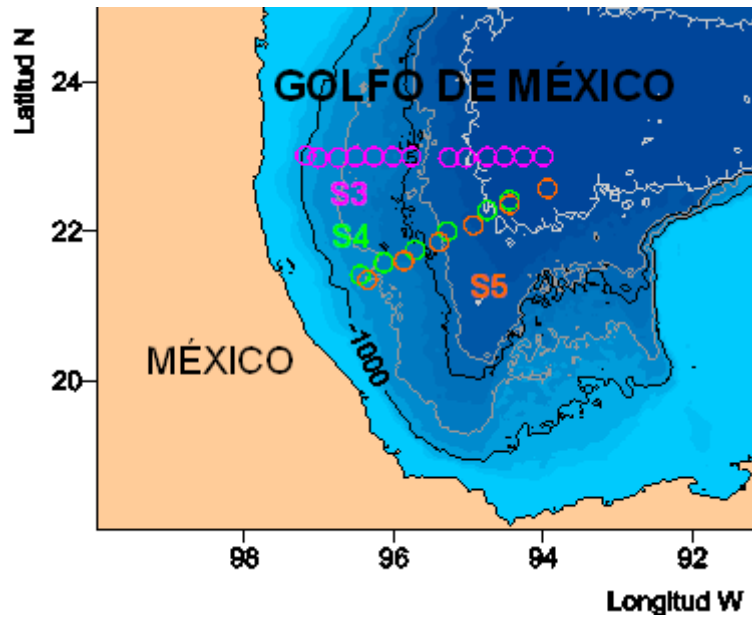 Latitud N
24
GOLFO DE MÉXICO
S3
22
S4
S5
-1000
MÉXICO
20
98
96
94
92
Longitud W